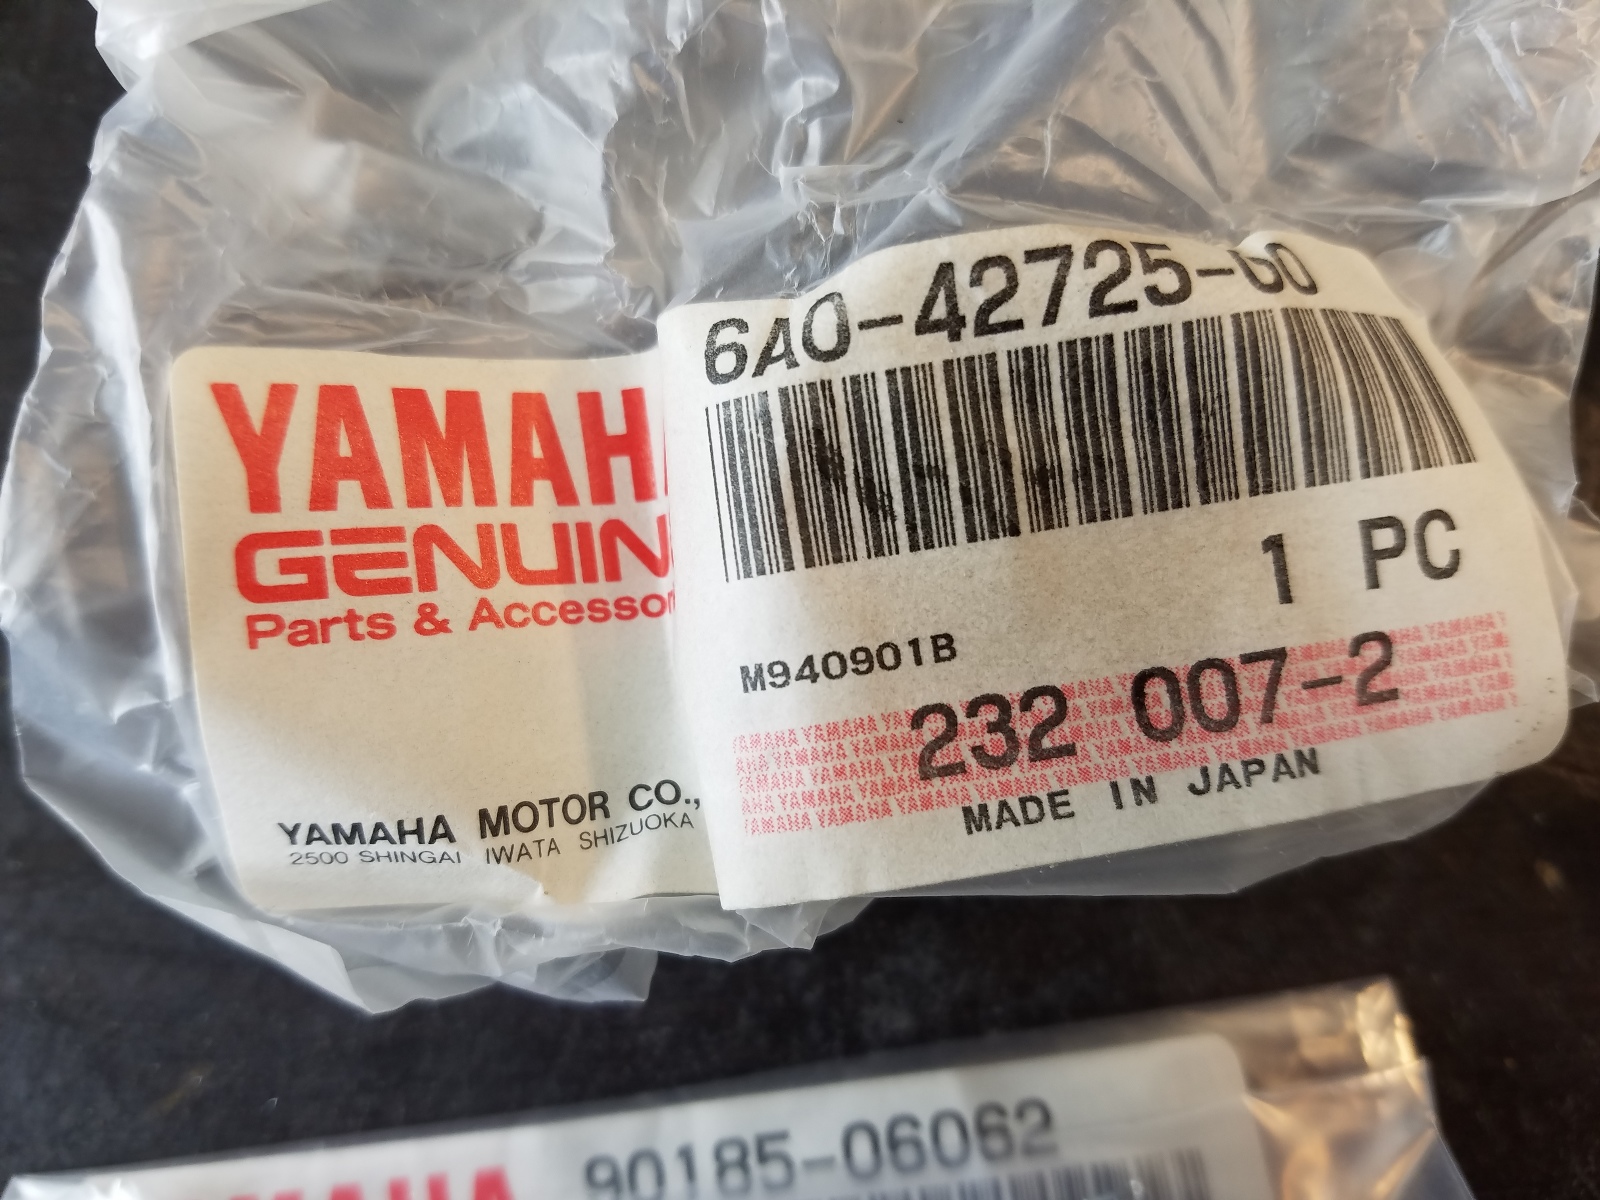 6A0-42725-00
YAMAHA
GENUIN
Parts & Accessor
1 PC
M940901B
232 007-2
MADE IN JAPAN
YAMAHA MOTOR CO.,
2500 SHINGAI IWATA SHIZUOKA
90185-06062
YAMAHA